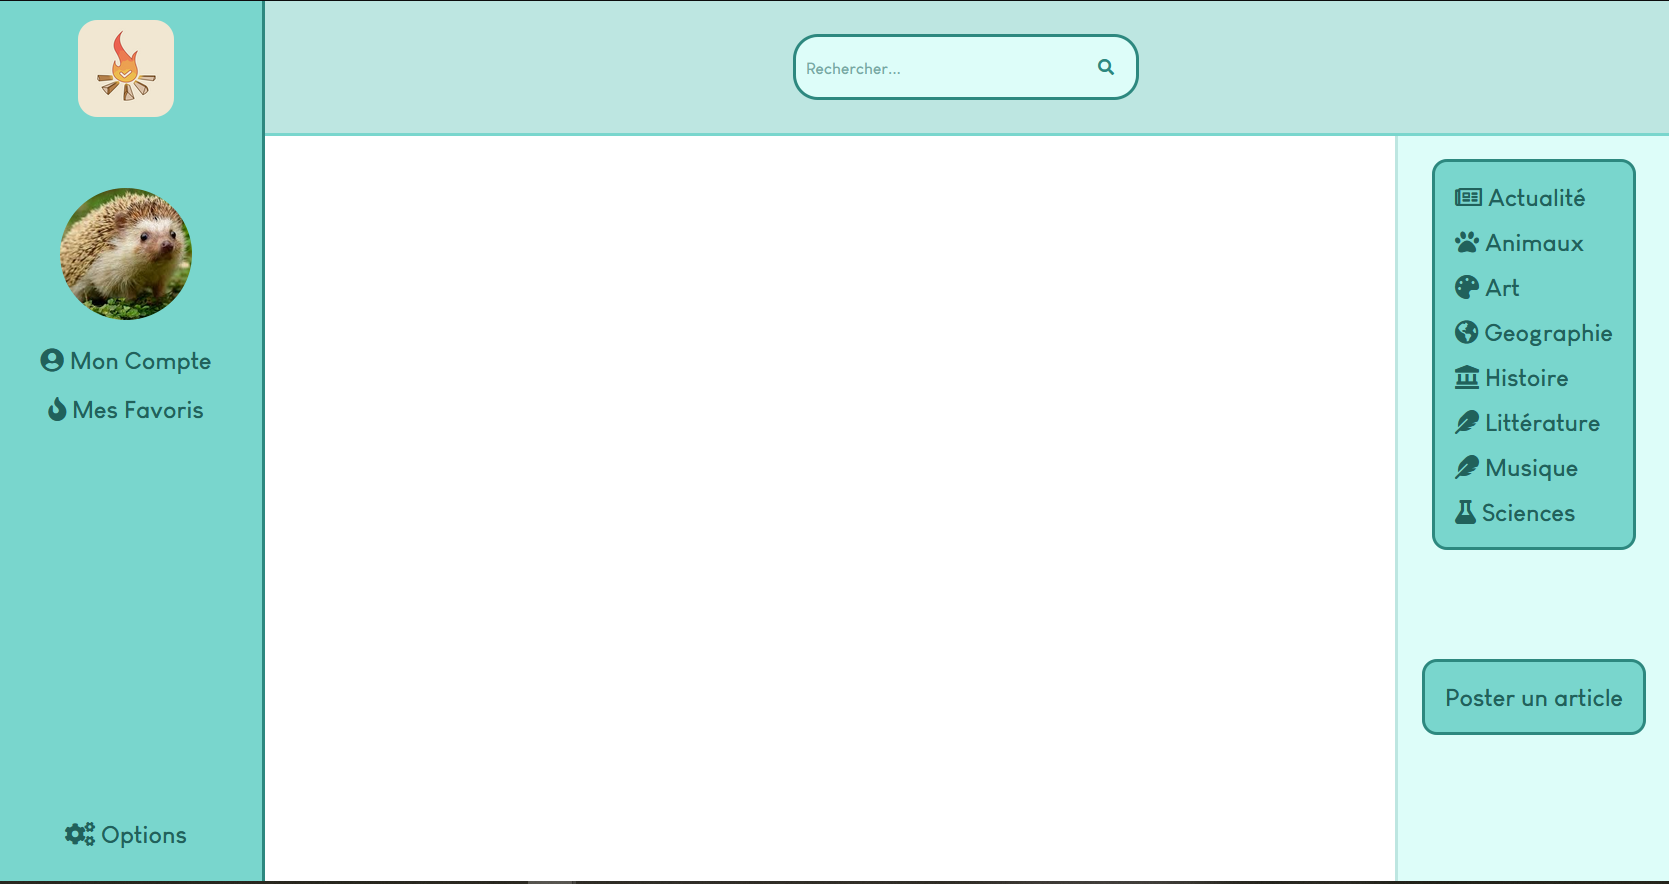 Rechercher...
Mon Compte
Mes Favoris
Options
Actualité
Animaux
Art
Geographie
Histoire
Littérature
Musique
Sciences
Poster un article